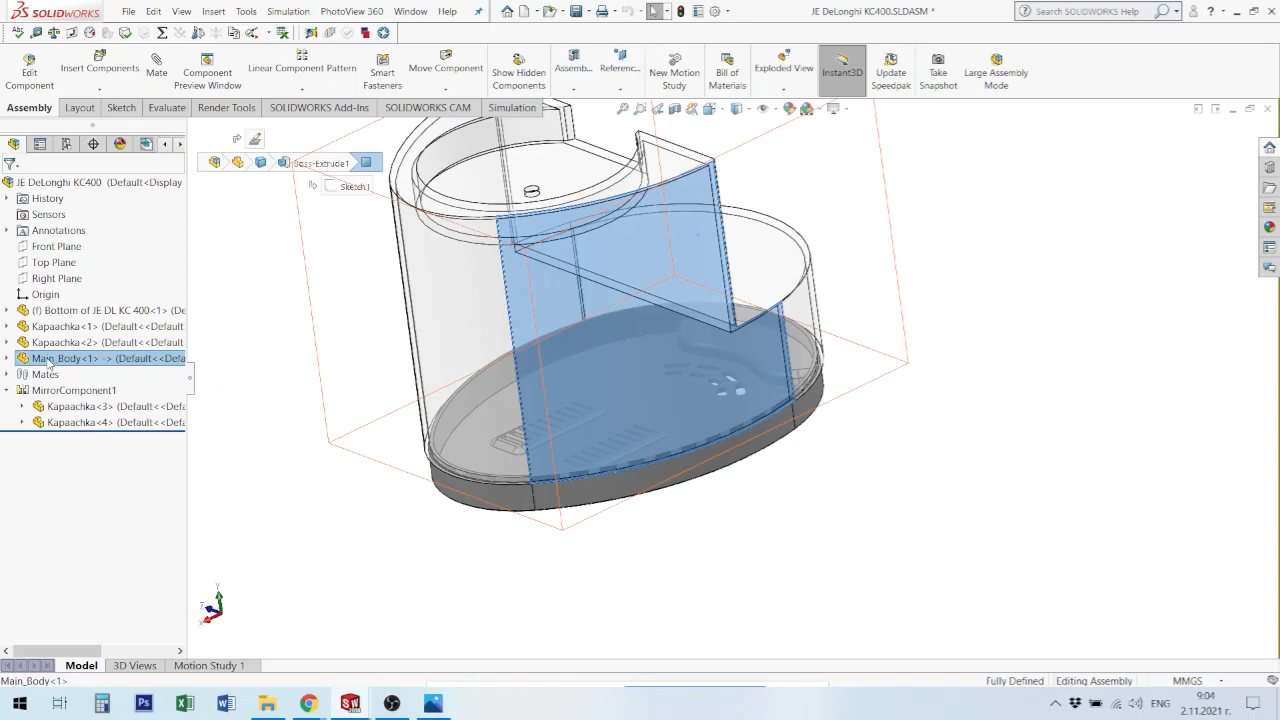 SOLIDWORKS File Edit View Insert Tools Simulation PhotoView 360 Window Help JE DeLonghi KC400.SLDASM * Search SOLIDWORKS Help
Edit Component
Insert Components
Mate
Component Preview Window
Linear Component Pattern
Smart Fasteners
Move Component
Show Hidden Components
Assemb...
Referenc...
New Motion Study
Bill of Materials
Exploded View
Instant3D
Update Speedpak
Take Snapshot
Large Assembly Mode
Assembly Layout Sketch Evaluate Render Tools SOLIDWORKS Add-Ins SOLIDWORKS CAM Simulation
Boss-Extrude1
Sketch1
JE DeLonghi KC400 (Default<Display
History
Sensors
Annotations
Front Plane
Top Plane
Right Plane
Origin
(f) Bottom of JE DL KC 400<1> (De
Kapaachka<1> (Default<<Default
Kapaachka<2> (Default<<Default
Main_Body<1> -> (Default<<Defa
Mates
MirrorComponent1
Kapaachka<3> (Default<<Defa
Kapaachka<4> (Default<<Defa
Y
Z
X
Model 3D Views Motion Study 1
Main_Body<1> Fully Defined Editing Assembly MMGS
ENG
9:04
2.11.2021 г.